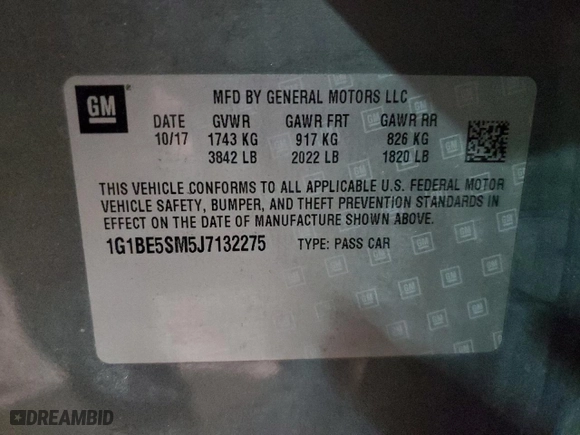 GM
MFD BY GENERAL MOTORS LLC
DATE GVWR GAWR FRT GAWR RR
10/17 1743 KG 917 KG 826 KG
3842 LB 2022 LB 1820 LB
THIS VEHICLE CONFORMS TO ALL APPLICABLE U.S. FEDERAL MOTOR
VEHICLE SAFETY, BUMPER, AND THEFT PREVENTION STANDARDS IN
EFFECT ON THE DATE OF MANUFACTURE SHOWN ABOVE.
1G1BE5SM5J7132275 TYPE: PASS CAR
DREAMBID